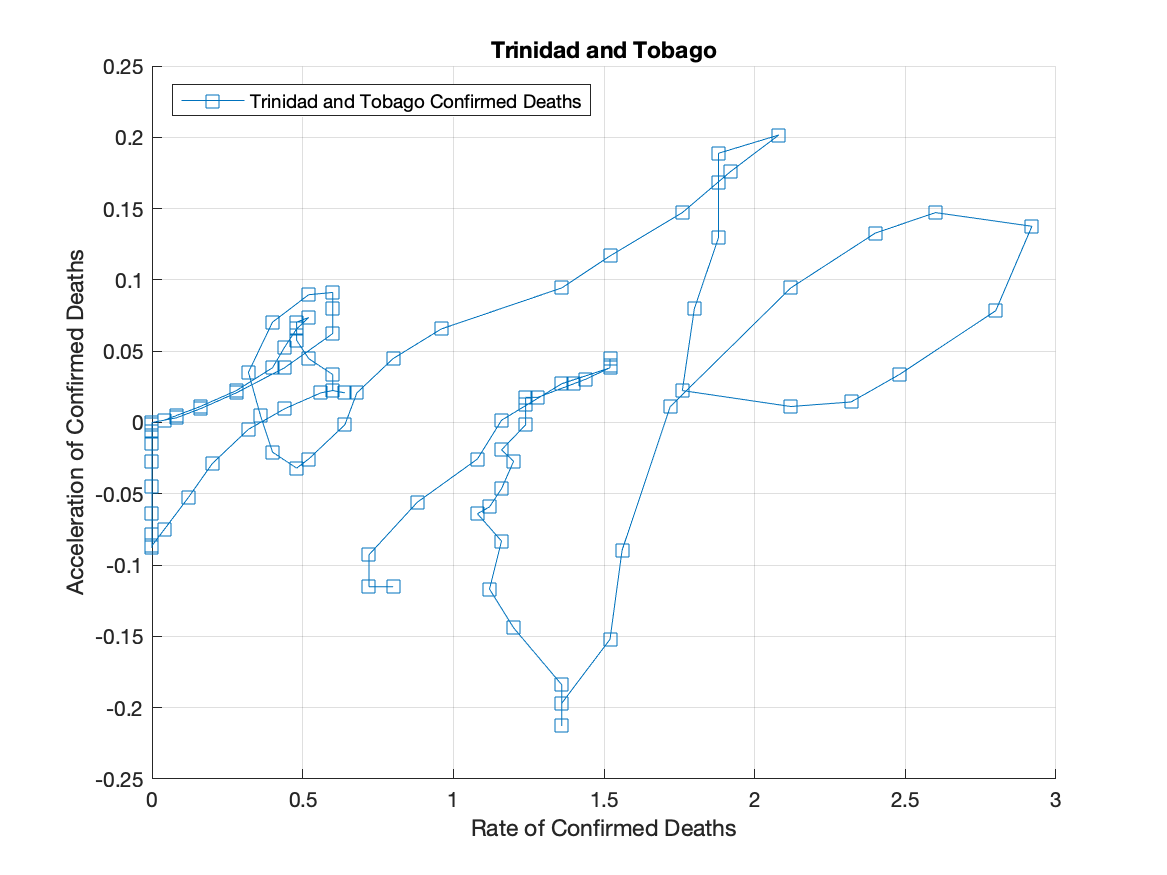 Trinidad and Tobago
0.25
Trinidad and Tobago Confirmed Deaths
0.2
0.15
0.1
0.05
0
-0.05
-0.1
-0.15
-0.2
-0.25
Acceleration of Confirmed Deaths
0 0.5 1 1.5 2 2.5 3
Rate of Confirmed Deaths